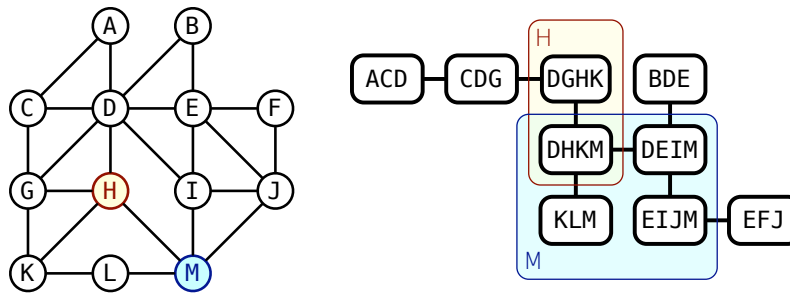 A B
C D E F
G H I J
K L M
H
ACD CDG DGHK BDE
DHKM DEIM
KLM EIJM EFJ
M